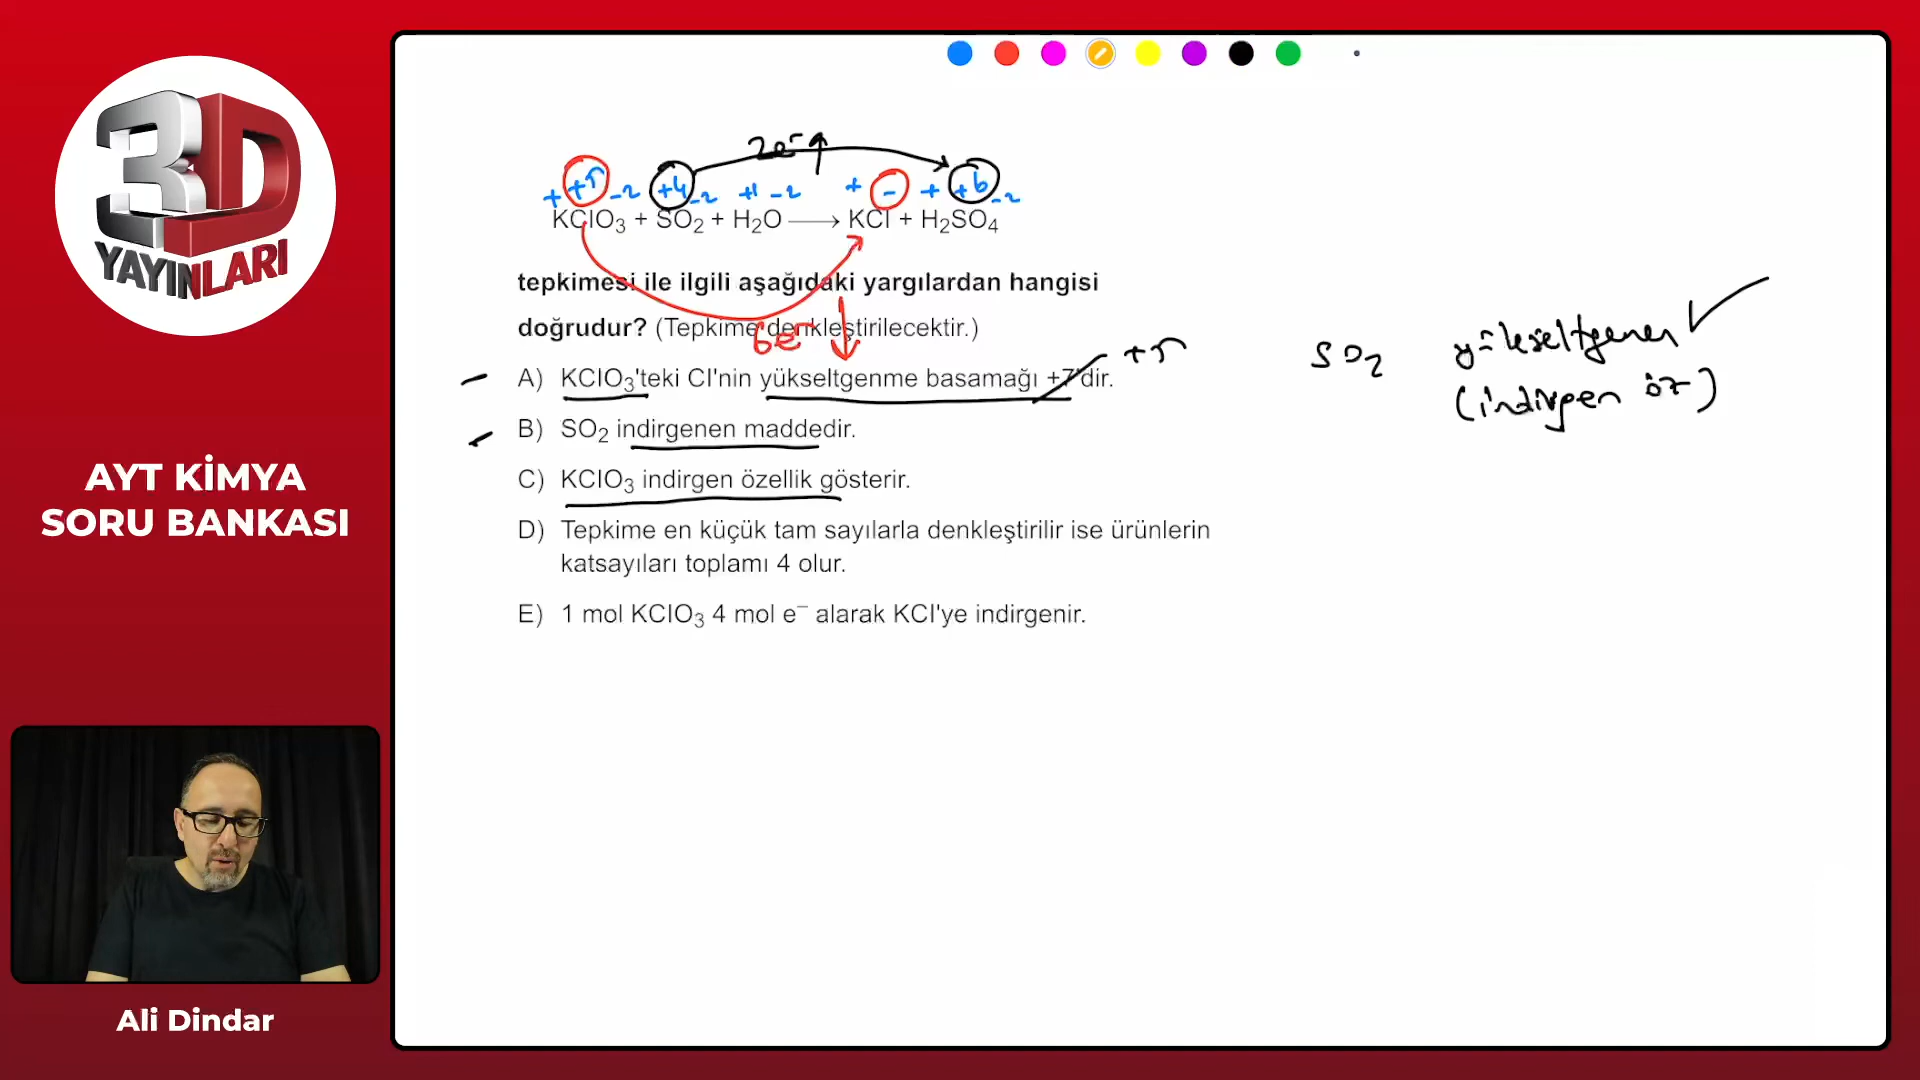 3D
YAYINLARI
AYT KİMYA
SORU BANKASI
Ali Dindar
2e⁻ ↑
+ +5 -2 +4 -2 +1 -2 + - + +6 -2
KClO₃ + SO₂ + H₂O ⟶ KCl + H₂SO₄
tepkimesi ile ilgili aşağıdaki yargılardan hangisi
doğrudur? (Tepkime denkleştirilecektir.)
6e⁻ ↓
A) KClO₃'teki Cl'nin yükseltgenme basamağı +7'dir. +5
B) SO₂ indirgenen maddedir.
C) KClO₃ indirgen özellik gösterir.
D) Tepkime en küçük tam sayılarla denkleştirilir ise ürünlerin
katsayıları toplamı 4 olur.
E) 1 mol KClO₃ 4 mol e⁻ alarak KCl'ye indirgenir.
SO₂ yükseltgenen ✓
(indirgen öz)